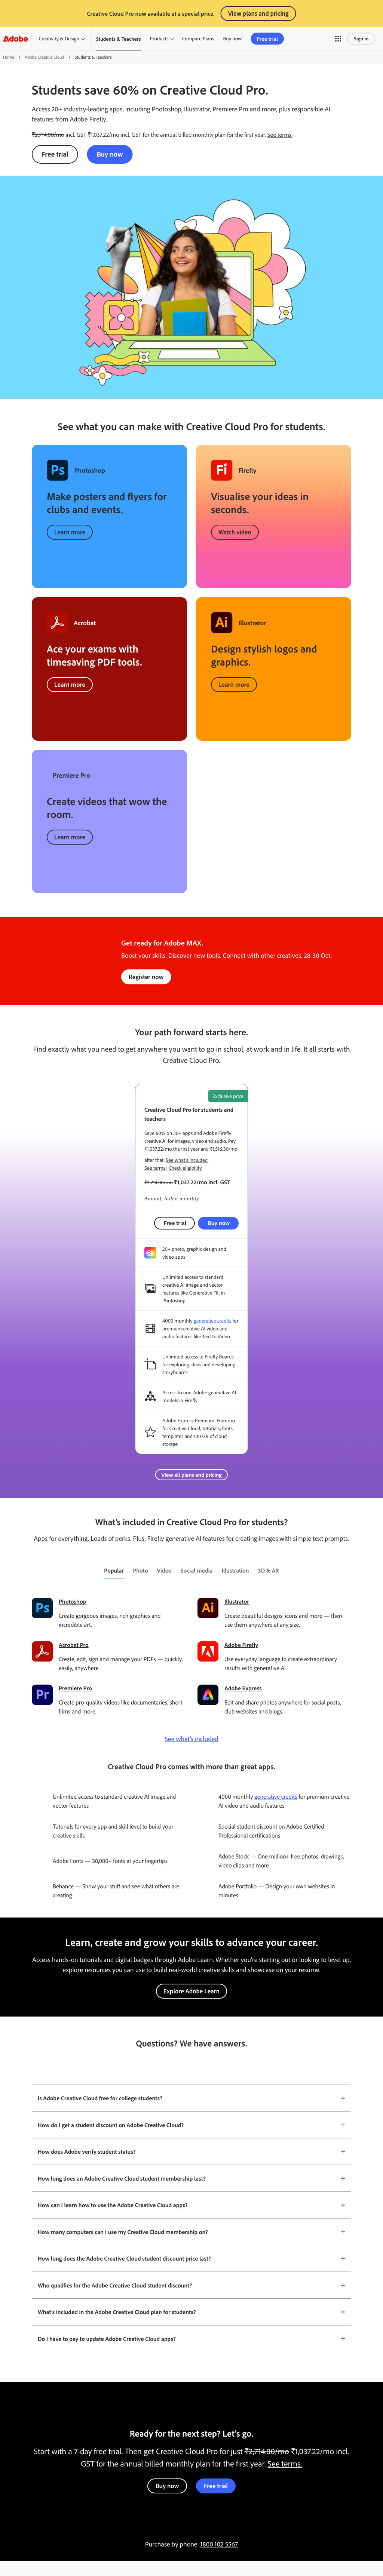 Creative Cloud Pro now available at a special price. View plans and pricing
Adobe Creativity & Design Students & Teachers Products Compare Plans Buy now Free trial Sign in
Home / Adobe Creative Cloud / Students & Teachers
Students save 60% on Creative Cloud Pro.
Access 20+ industry-leading apps, including Photoshop, Illustrator, Premiere Pro and more, plus responsible AI
features from Adobe Firefly.
₹2,714.00/mo incl. GST ₹1,037.22/mo incl. GST for the annual billed monthly plan for the first year. See terms.
Free trial Buy now
See what you can make with Creative Cloud Pro for students.
Ps Photoshop
Make posters and flyers for
clubs and events.
Learn more
Fi Firefly
Visualise your ideas in
seconds.
Watch video
Acrobat
Ace your exams with
timesaving PDF tools.
Learn more
Ai Illustrator
Design stylish logos and
graphics.
Learn more
Premiere Pro
Create videos that wow the
room.
Learn more
Get ready for Adobe MAX.
Boost your skills. Discover new tools. Connect with other creatives. 28-30 Oct.
Register now
Your path forward starts here.
Find exactly what you need to get anywhere you want to go in school, at work and in life. It all starts with
Creative Cloud Pro.
Exclusive price
Creative Cloud Pro for students and
teachers
Save 60% on 20+ apps and Adobe Firefly
creative AI for images, video and audio. Pay
₹1,037.22/mo the first year and ₹1,516.30/mo
after that. See what's included
See terms | Check eligibility
₹2,714.00/mo ₹1,037.22/mo incl. GST
Annual, billed monthly
Free trial Buy now
20+ photo, graphic design and
video apps
Unlimited access to standard
creative AI image and vector
features like Generative Fill in
Photoshop
4000 monthly generative credits for
premium creative AI video and
audio features like Text to Video
Unlimited access to Firefly Boards
for exploring ideas and developing
storyboards
Access to non-Adobe generative AI
models in Firefly
Adobe Express Premium, Frame.io
for Creative Cloud, tutorials, fonts,
templates and 100 GB of cloud
storage
View all plans and pricing
What's included in Creative Cloud Pro for students?
Apps for everything. Loads of perks. Plus, Firefly generative AI features for creating images with simple text prompts.
Popular Photo Video Social media Illustration 3D & AR
Ps Photoshop
Create gorgeous images, rich graphics and
incredible art.
Ai Illustrator
Create beautiful designs, icons and more — then
use them anywhere at any size.
Acrobat Pro
Create, edit, sign and manage your PDFs — quickly,
easily, anywhere.
Adobe Firefly
Use everyday language to create extraordinary
results with generative AI.
Pr Premiere Pro
Create pro-quality videos like documentaries, short
films and more.
Adobe Express
Edit and share photos anywhere for social posts,
club websites and blogs.
See what's included
Creative Cloud Pro comes with more than great apps.
Unlimited access to standard creative AI image and
vector features
4000 monthly generative credits for premium creative
AI video and audio features
Tutorials for every app and skill level to build your
creative skills
Special student discount on Adobe Certified
Professional certifications
Adobe Fonts — 30,000+ fonts at your fingertips
Adobe Stock — One million+ free photos, drawings,
video clips and more
Behance — Show your stuff and see what others are
creating
Adobe Portfolio — Design your own websites in
minutes
Learn, create and grow your skills to advance your career.
Access hands-on tutorials and digital badges through Adobe Learn. Whether you're starting out or looking to level up,
explore resources you can use to build real-world creative skills and showcase on your resume.
Explore Adobe Learn
Questions? We have answers.
Is Adobe Creative Cloud free for college students?
How do I get a student discount on Adobe Creative Cloud?
How does Adobe verify student status?
How long does an Adobe Creative Cloud student membership last?
How can I learn how to use the Adobe Creative Cloud apps?
How many computers can I use my Creative Cloud membership on?
How long does the Adobe Creative Cloud student discount price last?
Who qualifies for the Adobe Creative Cloud student discount?
What's included in the Adobe Creative Cloud plan for students?
Do I have to pay to update Adobe Creative Cloud apps?
Ready for the next step? Let's go.
Start with a 7-day free trial. Then get Creative Cloud Pro for just ₹2,714.00/mo ₹1,037.22/mo incl.
GST for the annual billed monthly plan for the first year. See terms.
Buy now Free trial
Purchase by phone: 1800 102 5567